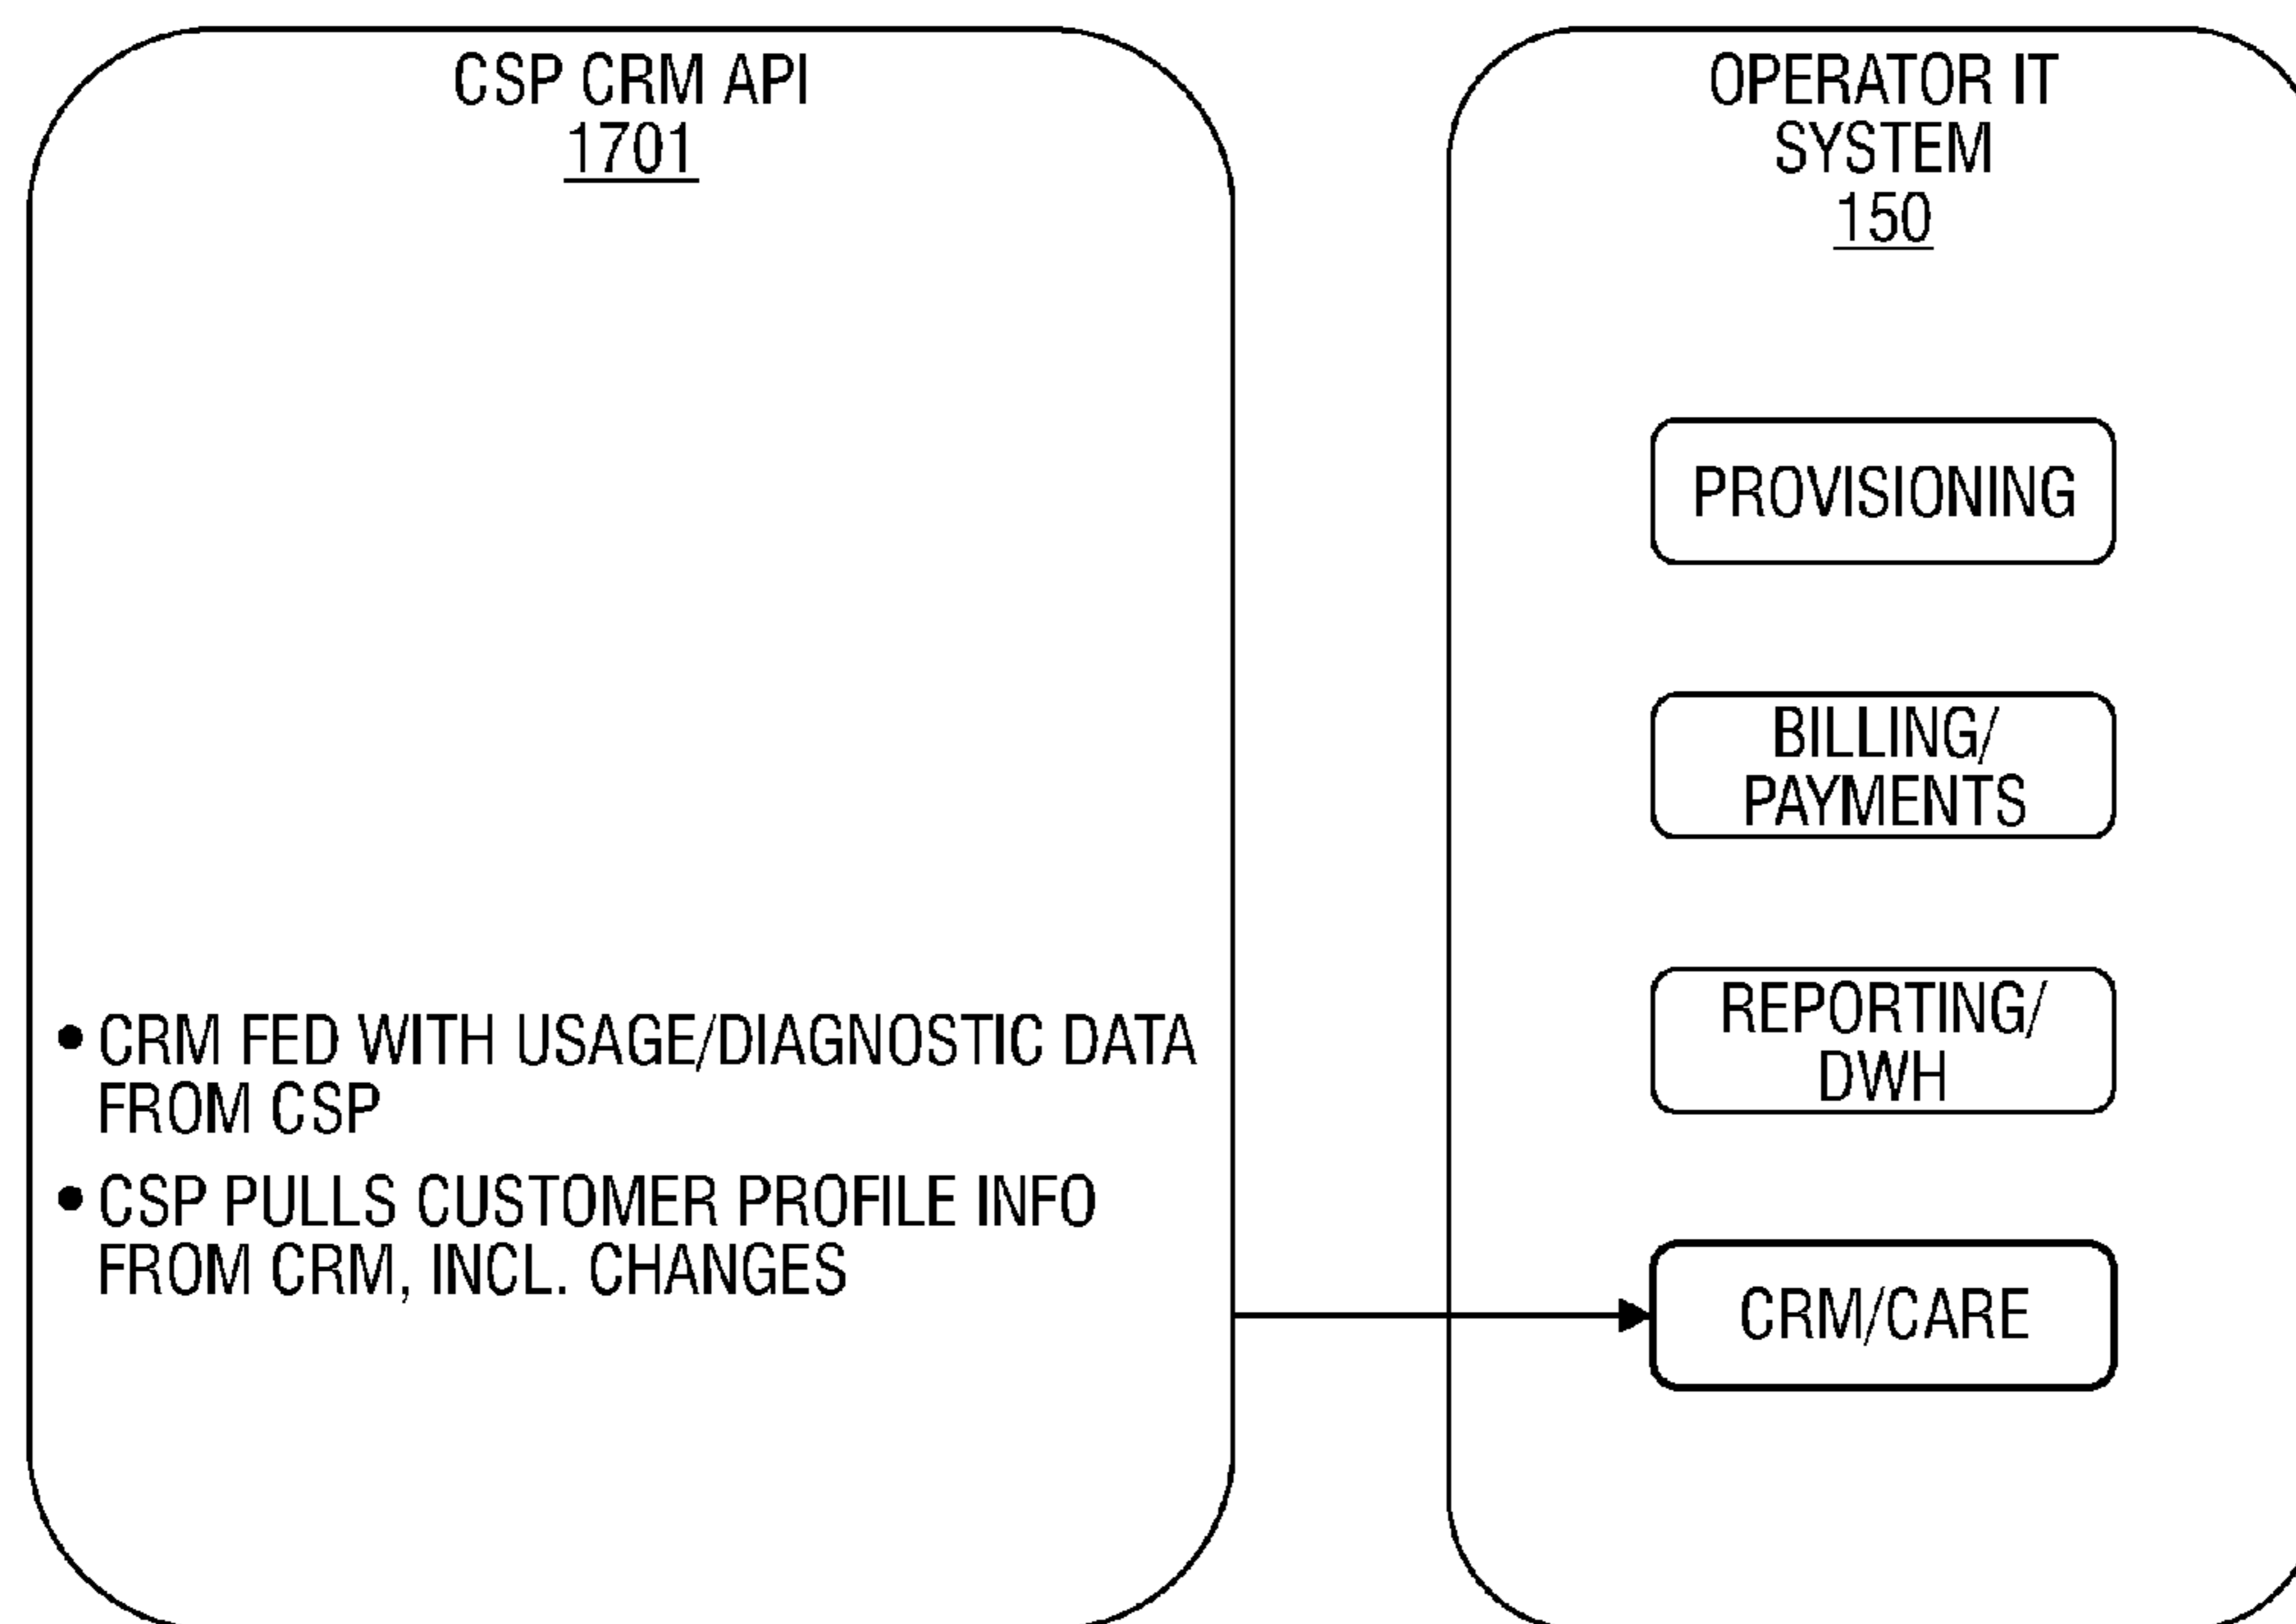 CSP CRM API
1701
• CRM FED WITH USAGE/DIAGNOSTIC DATA
FROM CSP
• CSP PULLS CUSTOMER PROFILE INFO
FROM CRM, INCL. CHANGES
OPERATOR IT
SYSTEM
150
PROVISIONING
BILLING/
PAYMENTS
REPORTING/
DWH
CRM/CARE